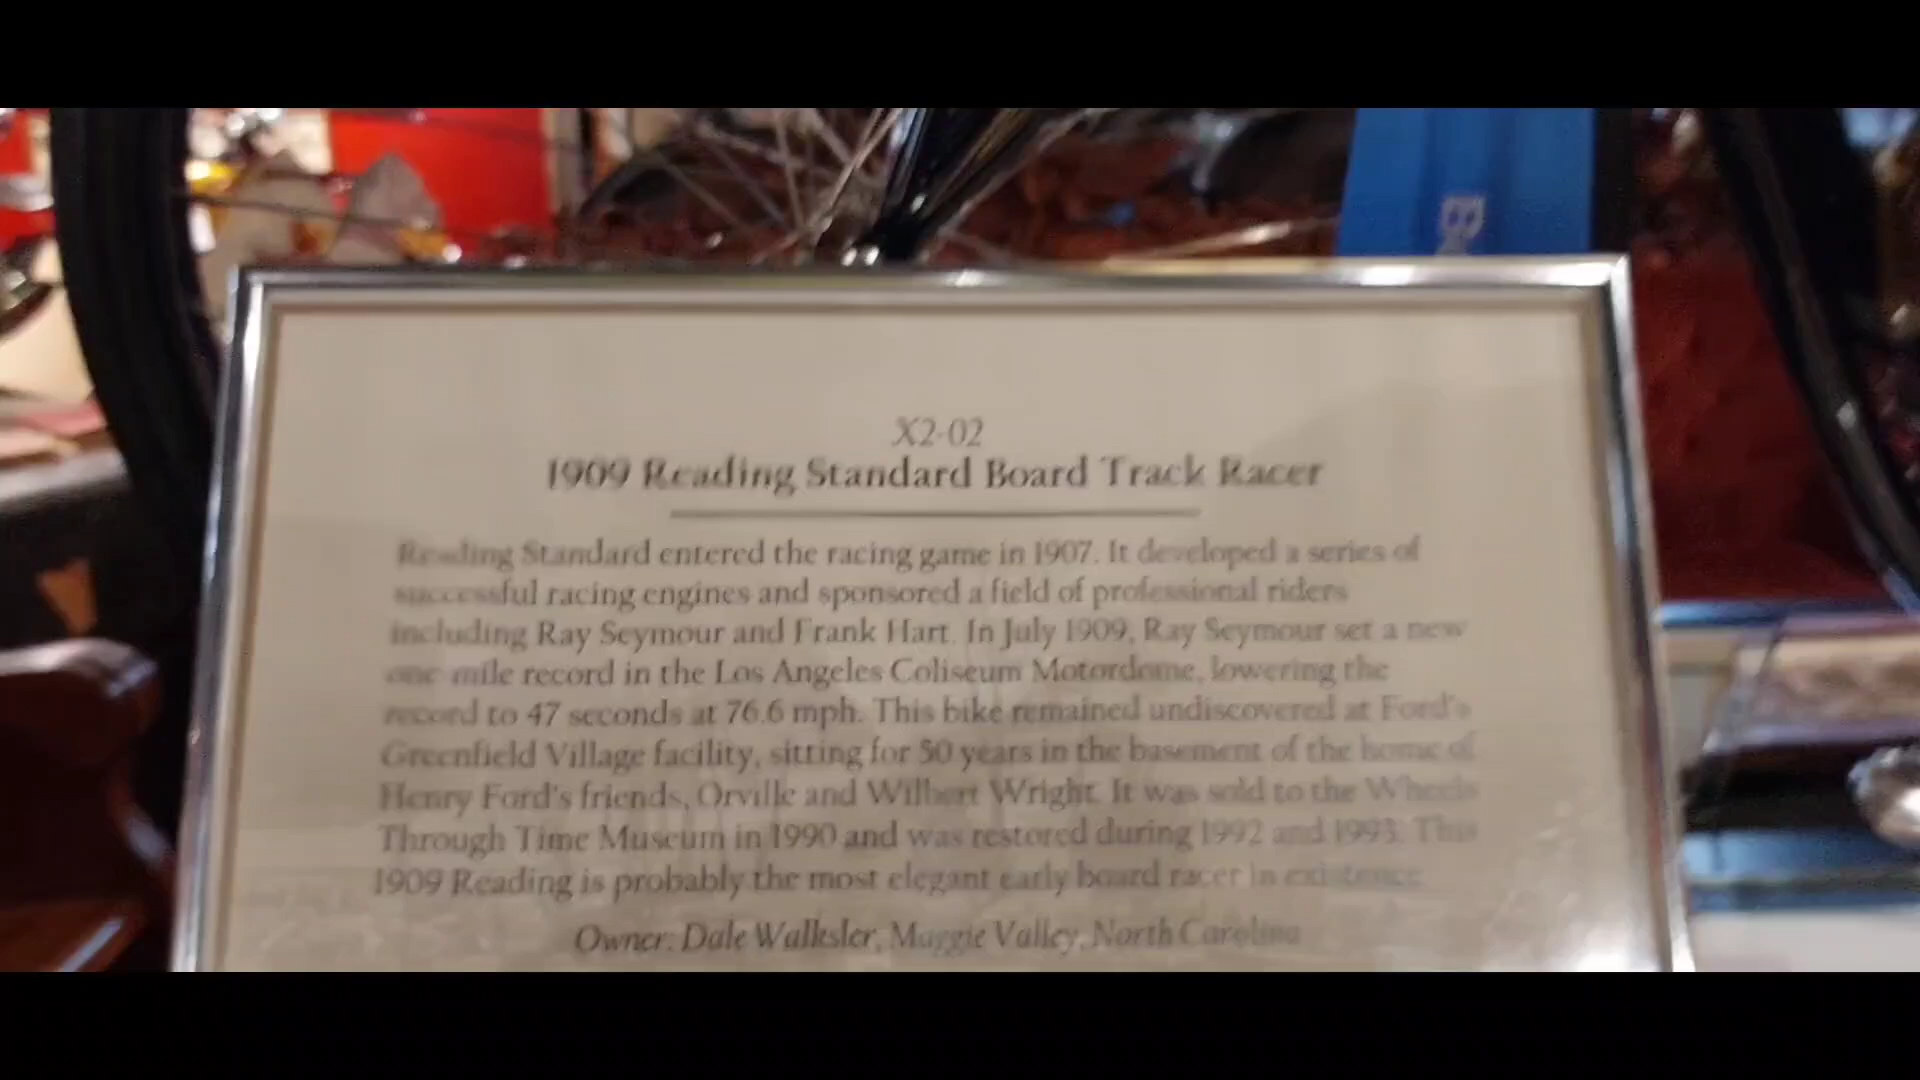 B
X2-02
1909 Reading Standard Board Track Racer
Reading Standard entered the racing game in 1907. It developed a series of
successful racing engines and sponsored a field of professional riders
including Ray Seymour and Frank Hart. In July 1909, Ray Seymour set a new
one mile record in the Los Angeles Coliseum Motordome, lowering the
record to 47 seconds at 76.6 mph. This bike remained undiscovered at Ford's
Greenfield Village facility, sitting for 50 years in the basement of the home of
Henry Ford's friends, Orville and Wilbert Wright. It was sold to the Wheels
Through Time Museum in 1990 and was restored during 1992 and 1993. This
1909 Reading is probably the most elegant early board racer in existence
Owner: Dale Walksler, Maggie Valley, North Carolina